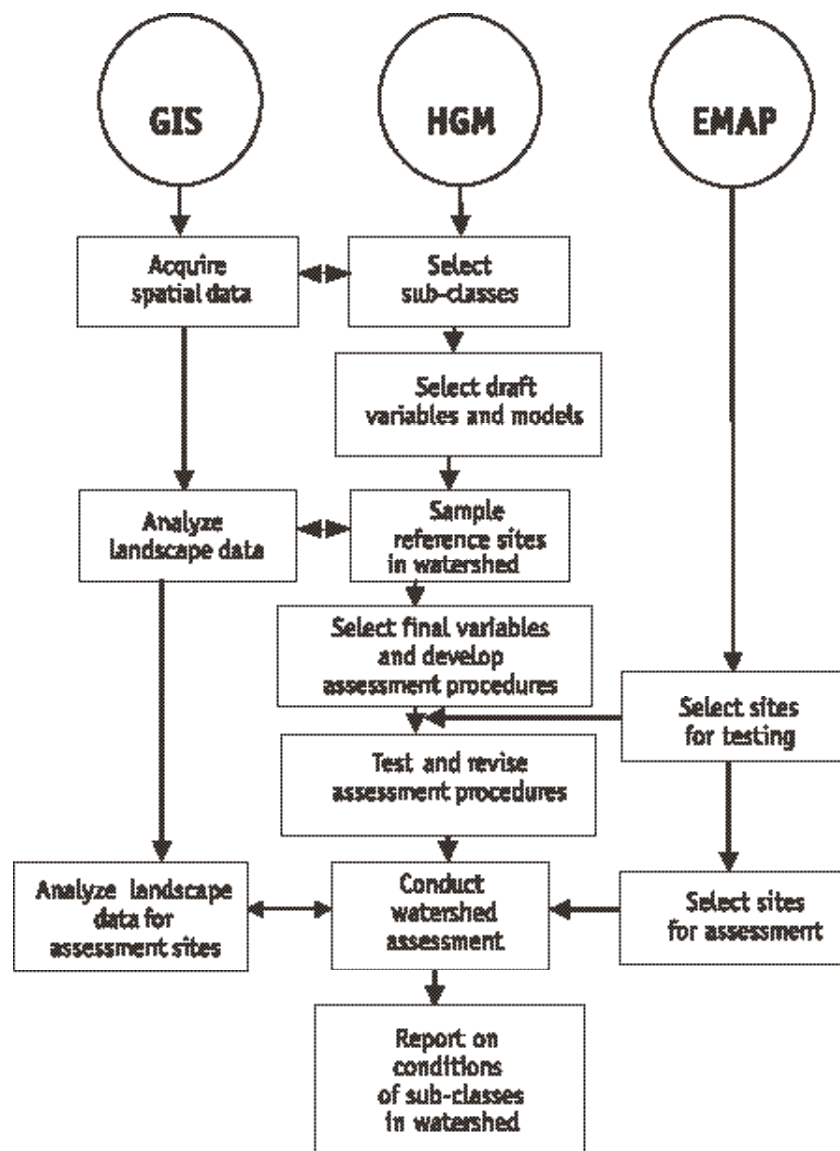 GIS
HGM
EMAP
Acquire
spatial data
Select
sub-classes
Select draft
variables and models
Analyze
landscape data
Sample
reference sites
in watershed
Select final variables
and develop
assessment procedures
Select sites
for testing
Test and revise
assessment procedures
Analyze landscape
data for
assessment sites
Conduct
watershed
assessment
Select sites
for assessment
Report on
conditions
of sub-classes
in watershed